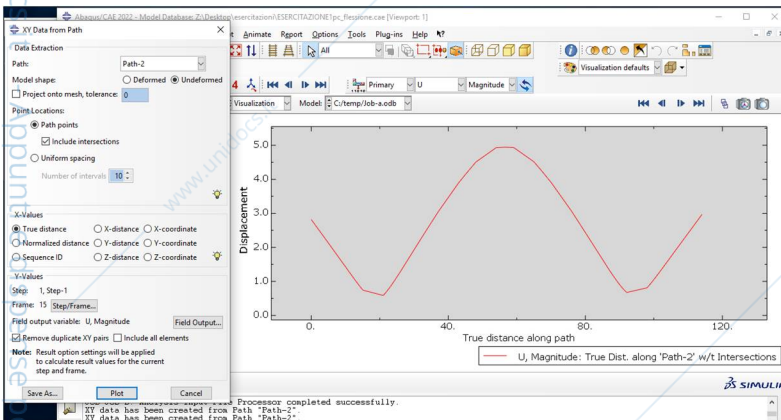 Abaqus/CAE 2022 - Model Database: Z:\Desktop\esercitazioni\ESERCITAZIONE1pc_flessione.cae [Viewport: 1]
XY Data from Path
Animate Report Options Tools Plug-ins Help
All
Visualization defaults
Primary U Magnitude
Visualization Model: C:/temp/Job-a.odb
Data Extraction
Path: Path-2
Model shape: Deformed Undeformed
Project onto mesh, tolerance: 0
Point Locations:
Path points
Include intersections
Uniform spacing
Number of intervals 10
X-Values
True distance X-distance X-coordinate
Normalized distance Y-distance Y-coordinate
Sequence ID Z-distance Z-coordinate
Y-Values
Step: 1, Step-1
Frame: 15 Step/Frame...
Field output variable: U, Magnitude Field Output...
Remove duplicate XY pairs Include all elements
Note: Result option settings will be applied
to calculate result values for the current
step and frame.
Save As... Plot Cancel
Displacement
5.0
4.0
3.0
2.0
1.0
0.0
0. 40. 80. 120.
True distance along path
U, Magnitude: True Dist. along 'Path-2' w/t Intersections
Processor completed successfully.
XY data has been created from Path "Path-2".
XY data has been created from Path "Path-2".